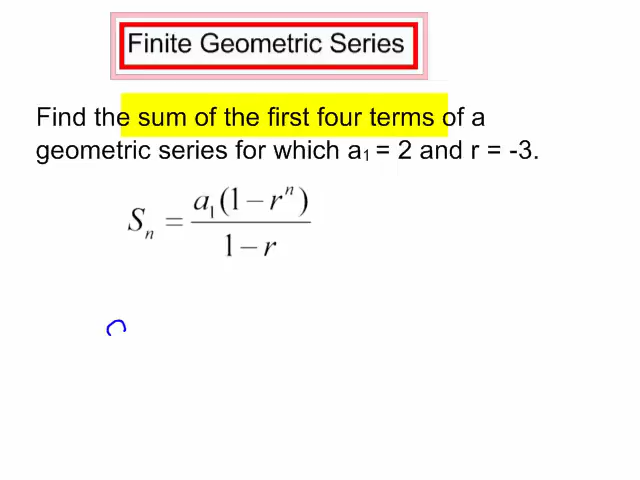 Finite Geometric Series
Find the sum of the first four terms of a
geometric series for which a₁ = 2 and r = -3.
Sₙ = a₁(1 − rⁿ) / 1 − r